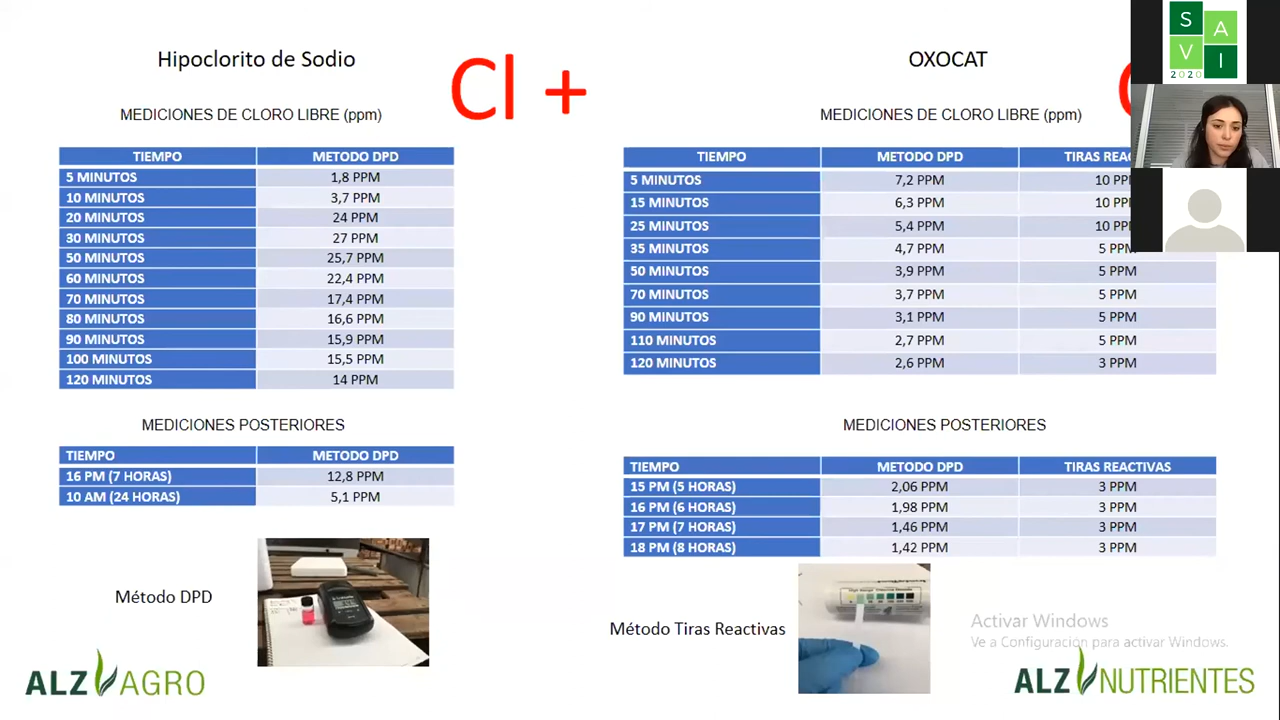 Hipoclorito de Sodio
Cl +
MEDICIONES DE CLORO LIBRE (ppm)
TIEMPO METODO DPD
5 MINUTOS 1,8 PPM
10 MINUTOS 3,7 PPM
20 MINUTOS 24 PPM
30 MINUTOS 27 PPM
50 MINUTOS 25,7 PPM
60 MINUTOS 22,4 PPM
70 MINUTOS 17,4 PPM
80 MINUTOS 16,6 PPM
90 MINUTOS 15,9 PPM
100 MINUTOS 15,5 PPM
120 MINUTOS 14 PPM
MEDICIONES POSTERIORES
TIEMPO METODO DPD
16 PM (7 HORAS) 12,8 PPM
10 AM (24 HORAS) 5,1 PPM
Método DPD
ALZ AGRO
OXOCAT
MEDICIONES DE CLORO LIBRE (ppm)
TIEMPO METODO DPD TIRAS
5 MINUTOS 7,2 PPM 10
15 MINUTOS 6,3 PPM 10
25 MINUTOS 5,4 PPM 10
35 MINUTOS 4,7 PPM 5 PPM
50 MINUTOS 3,9 PPM 5 PPM
70 MINUTOS 3,7 PPM 5 PPM
90 MINUTOS 3,1 PPM 5 PPM
110 MINUTOS 2,7 PPM 5 PPM
120 MINUTOS 2,6 PPM 3 PPM
MEDICIONES POSTERIORES
TIEMPO METODO DPD TIRAS REACTIVAS
15 PM (5 HORAS) 2,06 PPM 3 PPM
16 PM (6 HORAS) 1,98 PPM 3 PPM
17 PM (7 HORAS) 1,46 PPM 3 PPM
18 PM (8 HORAS) 1,42 PPM 3 PPM
Método Tiras Reactivas
Activar Windows
Ve a Configuración para activar Windows.
ALZ NUTRIENTES
S A
V I
2020